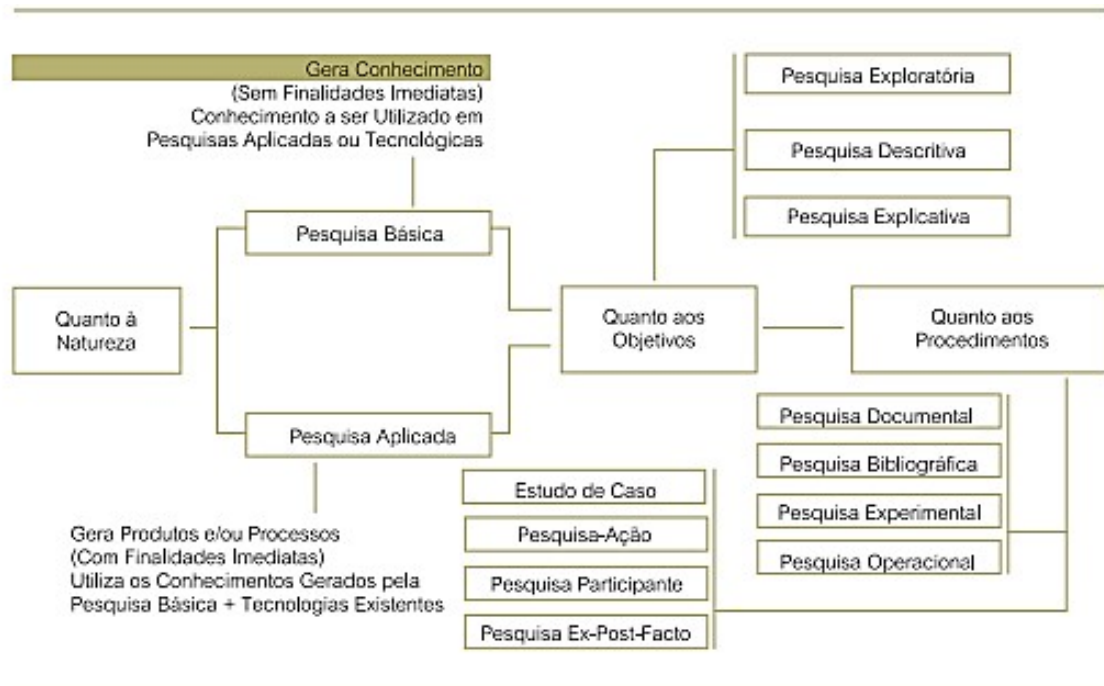 Gera Conhecimento
(Sem Finalidades Imediatas)
Conhecimento a ser Utilizado em
Pesquisas Aplicadas ou Tecnológicas
Pesquisa Exploratória
Pesquisa Descritiva
Pesquisa Explicativa
Pesquisa Básica
Quanto à
Natureza
Quanto aos
Objetivos
Quanto aos
Procedimentos
Pesquisa Aplicada
Pesquisa Documental
Pesquisa Bibliográfica
Pesquisa Experimental
Pesquisa Operacional
Estudo de Caso
Pesquisa-Ação
Pesquisa Participante
Pesquisa Ex-Post-Facto
Gera Produtos e/ou Processos
(Com Finalidades Imediatas)
Utiliza os Conhecimentos Gerados pela
Pesquisa Básica + Tecnologias Existentes